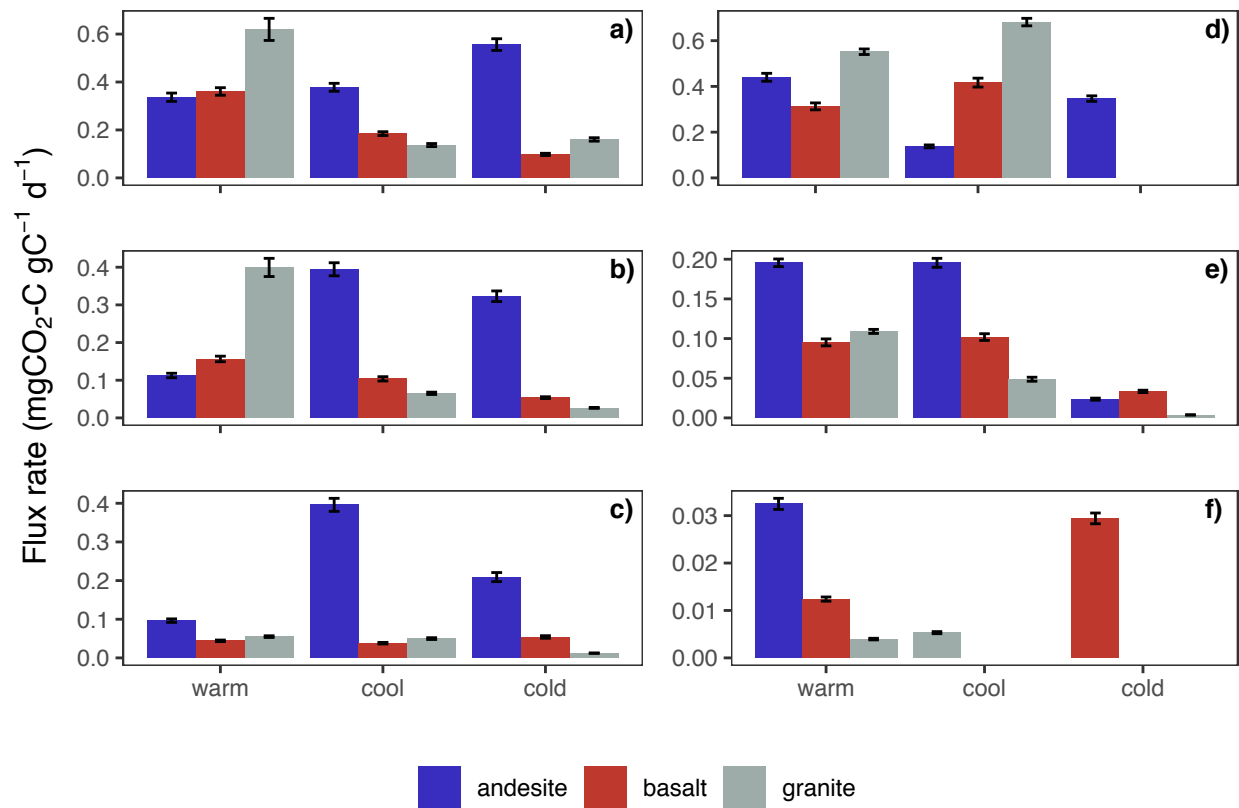 Flux rate (mgCO₂-C gC⁻¹ d⁻¹)
a)
0.6
0.4
0.2
0.0
d)
0.6
0.4
0.2
0.0
b)
0.4
0.3
0.2
0.1
0.0
e)
0.20
0.15
0.10
0.05
0.00
c)
0.4
0.3
0.2
0.1
0.0
warm cool cold
f)
0.03
0.02
0.01
0.00
warm cool cold
andesite basalt granite